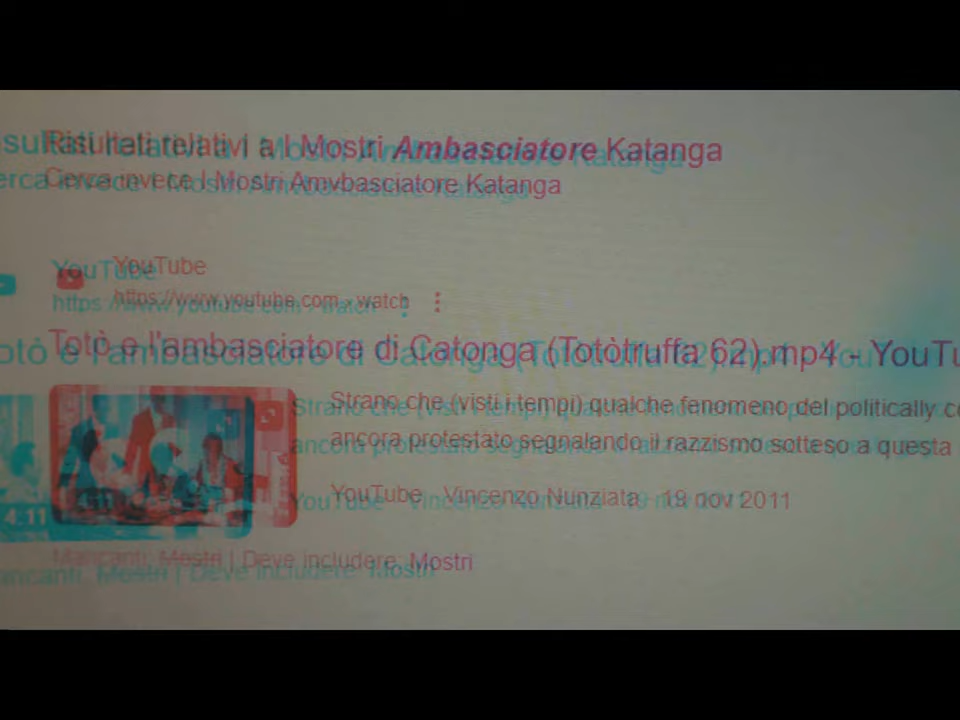 Risultati relativi a I Mostri Ambasciatore Katanga
Cerca invece I Mostri Amvbasciatore Katanga
YouTube
https://www.youtube.com › watch
Totò e l'ambasciatore di Catonga (Totòtruffa 62).mp4 - YouTu
Strano che (visti i tempi) qualche fenomeno del politically c
ancora protestato segnalando il razzismo sotteso a questa
4:11
YouTube · Vincenzo Nunziata · 19 nov 2011
Mancanti: Mostri | Deve includere: Mostri